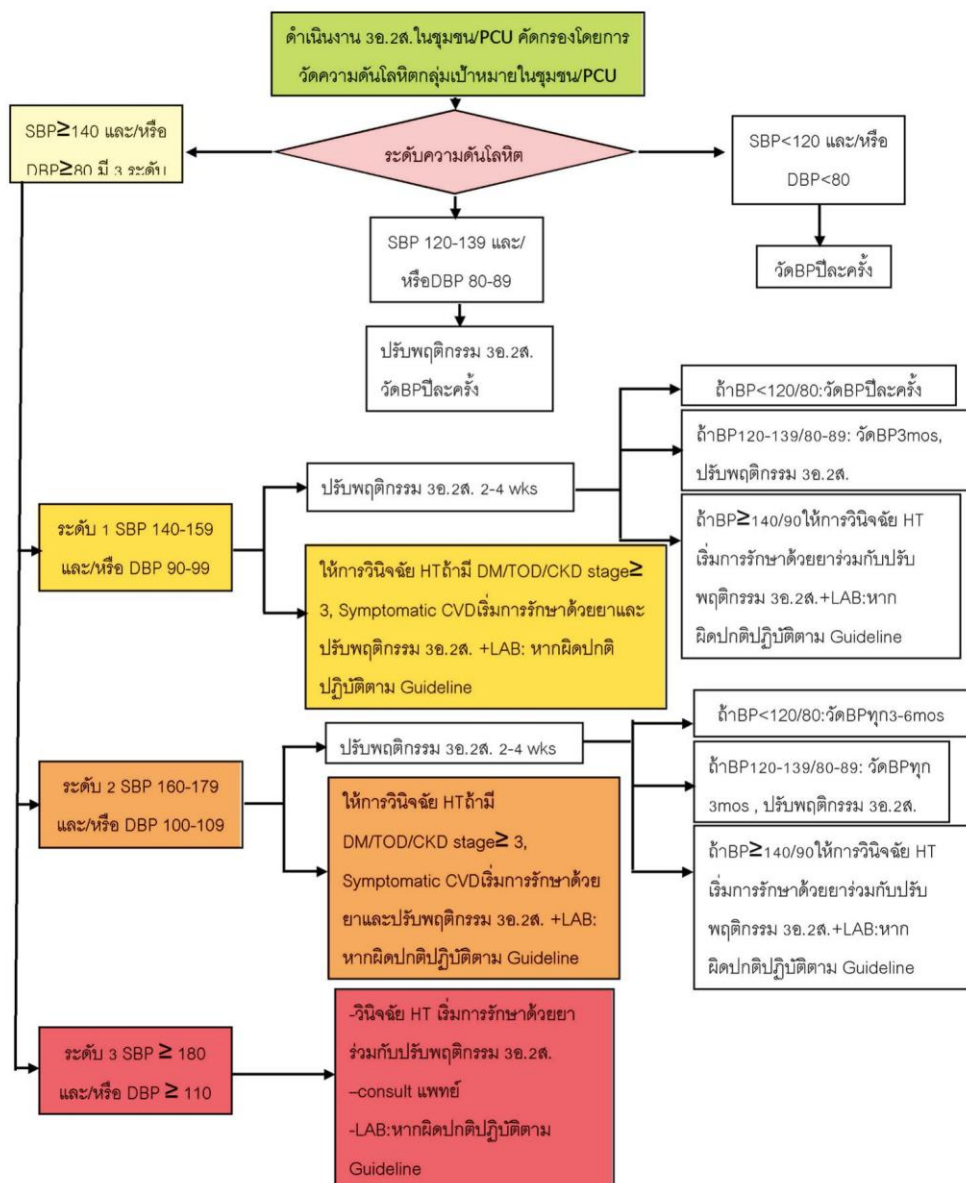 ดำเนินงาน 3อ.2ส.ในชุมชน/PCU คัดกรองโดยการ
วัดความดันโลหิตกลุ่มเป้าหมายในชุมชน/PCU
SBP≥140 และ/หรือ
DBP≥80 มี 3 ระดับ
ระดับความดันโลหิต
SBP<120 และ/หรือ
DBP<80
SBP 120-139 และ/
หรือDBP 80-89
วัดBPปีละครั้ง
ปรับพฤติกรรม 3อ.2ส.
วัดBPปีละครั้ง
ระดับ 1 SBP 140-159
และ/หรือ DBP 90-99
ปรับพฤติกรรม 3อ.2ส. 2-4 wks
ถ้าBP<120/80:วัดBPปีละครั้ง
ถ้าBP120-139/80-89: วัดBP3mos,
ปรับพฤติกรรม 3อ.2ส.
ถ้าBP≥140/90ให้การวินิจฉัย HT
เริ่มการรักษาด้วยยาร่วมกับปรับ
พฤติกรรม 3อ.2ส.+LAB:หาก
ผิดปกติปฏิบัติตาม Guideline
ให้การวินิจฉัย HTถ้ามี DM/TOD/CKD stage≥
3, Symptomatic CVDเริ่มการรักษาด้วยยาและ
ปรับพฤติกรรม 3อ.2ส. +LAB: หากผิดปกติ
ปฏิบัติตาม Guideline
ระดับ 2 SBP 160-179
และ/หรือ DBP 100-109
ปรับพฤติกรรม 3อ.2ส. 2-4 wks
ถ้าBP<120/80:วัดBPทุก3-6mos
ถ้าBP120-139/80-89: วัดBPทุก
3mos , ปรับพฤติกรรม 3อ.2ส.
ถ้าBP≥140/90ให้การวินิจฉัย HT
เริ่มการรักษาด้วยยาร่วมกับปรับ
พฤติกรรม 3อ.2ส.+LAB:หาก
ผิดปกติปฏิบัติตาม Guideline
ให้การวินิจฉัย HTถ้ามี
DM/TOD/CKD stage≥ 3,
Symptomatic CVDเริ่มการรักษาด้วย
ยาและปรับพฤติกรรม 3อ.2ส. +LAB:
หากผิดปกติปฏิบัติตาม Guideline
ระดับ 3 SBP ≥ 180
และ/หรือ DBP ≥ 110
-วินิจฉัย HT เริ่มการรักษาด้วยยา
ร่วมกับปรับพฤติกรรม 3อ.2ส.
–consult แพทย์
-LAB:หากผิดปกติปฏิบัติตาม
Guideline